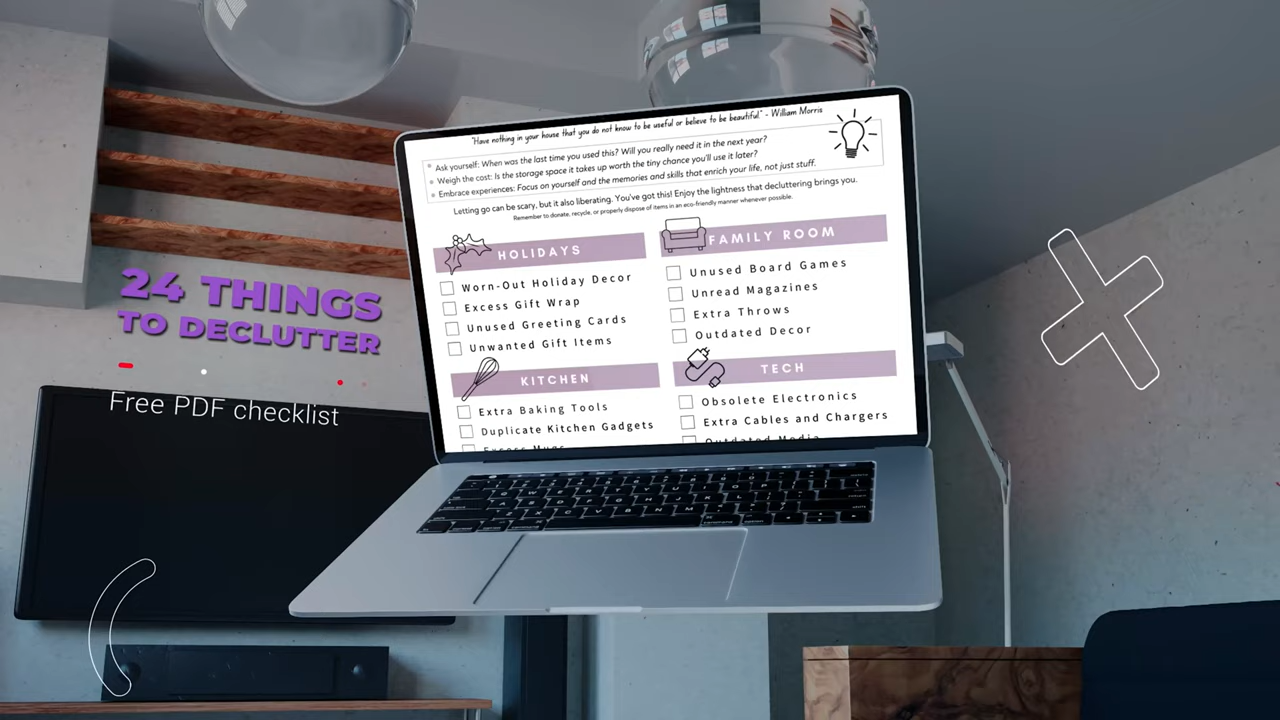 24 THINGS
TO DECLUTTER
Free PDF checklist
"Have nothing in your house that you do not know to be useful or believe to be beautiful." - William Morris
Ask yourself: When was the last time you used this? Will you really need it in the next year?
Weigh the cost: Is the storage space it takes up worth the tiny chance you'll use it later?
Embrace experiences: Focus on yourself and the memories and skills that enrich your life, not just stuff.
Letting go can be scary, but it also liberating. You've got this! Enjoy the lightness that decluttering brings you.
Remember to donate, recycle, or properly dispose of items in an eco-friendly manner whenever possible.
HOLIDAYS
Worn-Out Holiday Decor
Excess Gift Wrap
Unused Greeting Cards
Unwanted Gift Items
FAMILY ROOM
Unused Board Games
Unread Magazines
Extra Throws
Outdated Decor
KITCHEN
Extra Baking Tools
Duplicate Kitchen Gadgets
Excess Mugs
TECH
Obsolete Electronics
Extra Cables and Chargers
Outdated Media